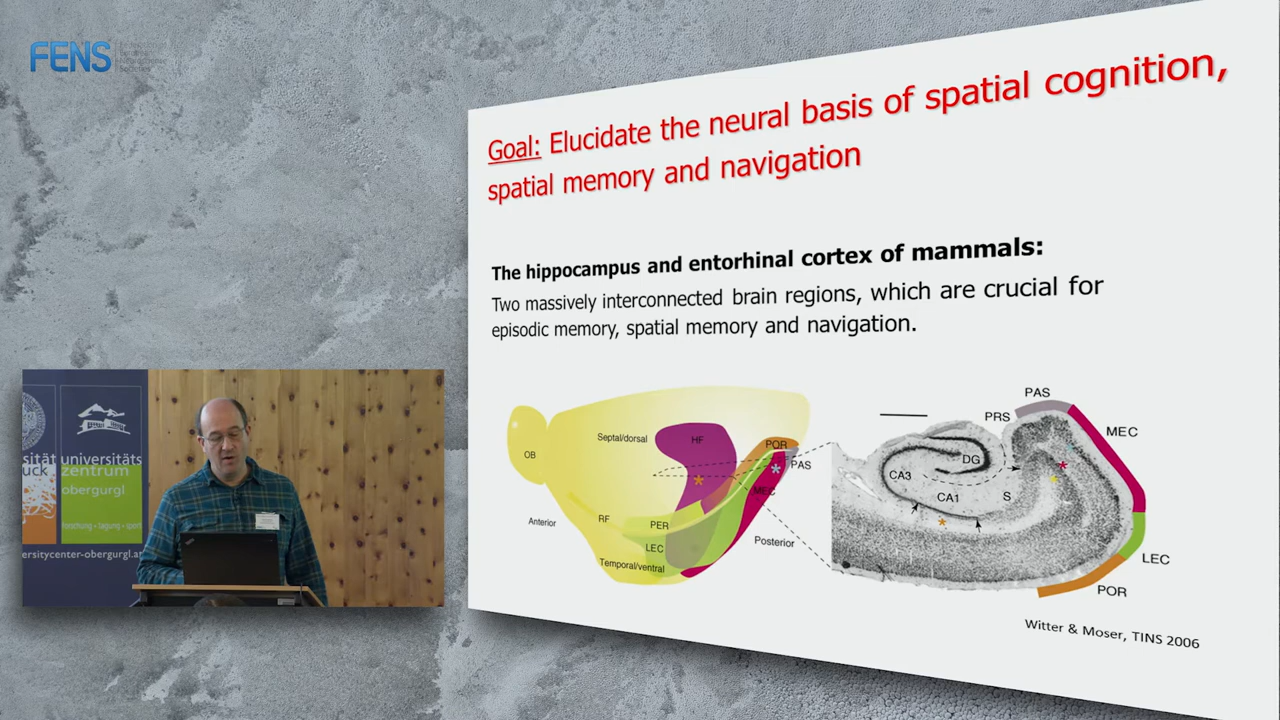 FENS
Goal: Elucidate the neural basis of spatial cognition,
spatial memory and navigation
The hippocampus and entorhinal cortex of mammals:
Two massively interconnected brain regions, which are crucial for
episodic memory, spatial memory and navigation.
OB
Septal/dorsal
HF
POR
PAS
MEC
Anterior
RF
PER
LEC
Temporal/ventral
Posterior
PAS
PRS
MEC
DG
CA3
CA1
S
LEC
POR
Witter & Moser, TINS 2006
universitäts
zentrum
obergurgl